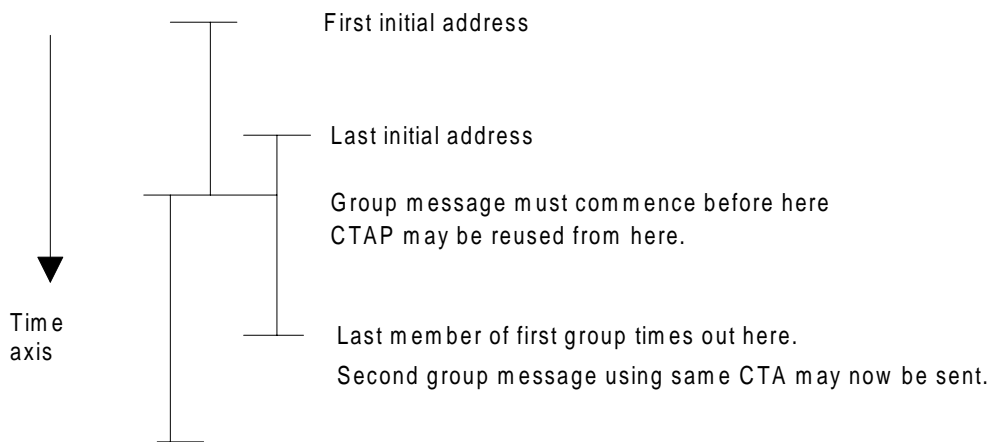 First initial address
Last initial address
Group message must commence before here
CTAP may be reused from here.
Time
axis
Last member of first group times out here.
Second group message using same CTA may now be sent.